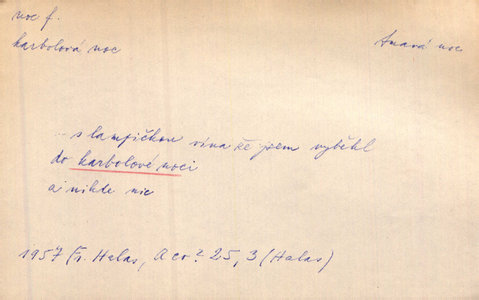 noc f.
karbolová noc
tmavá noc
s lampičkou vína že jsem vyběhl
do karbolové noci
a nikde nic
1957 Fr. Halas, A co? 25, 3 (Halas)